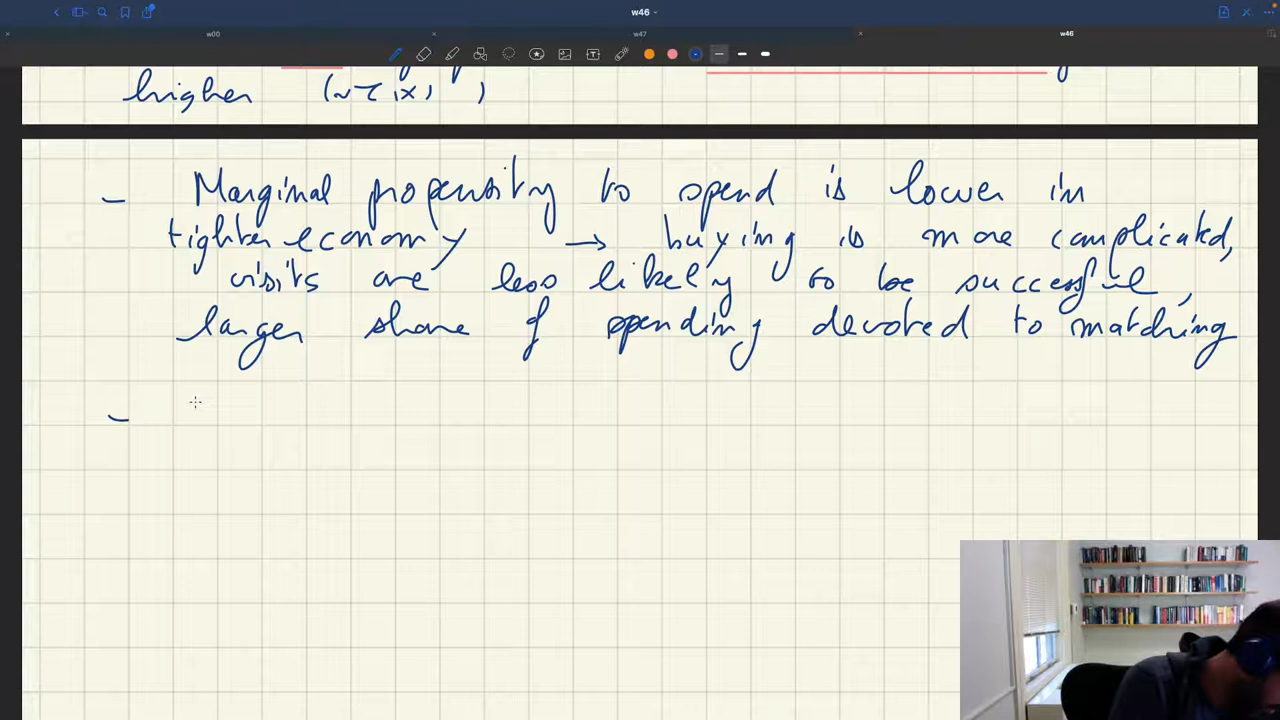 w46
w00
w47
w46
higher (~τ(x)
- Marginal propensity to spend is lower in
tighter economy → buying is more complicated,
visits are less likely to be successful,
larger share of spending devoted to matching
-